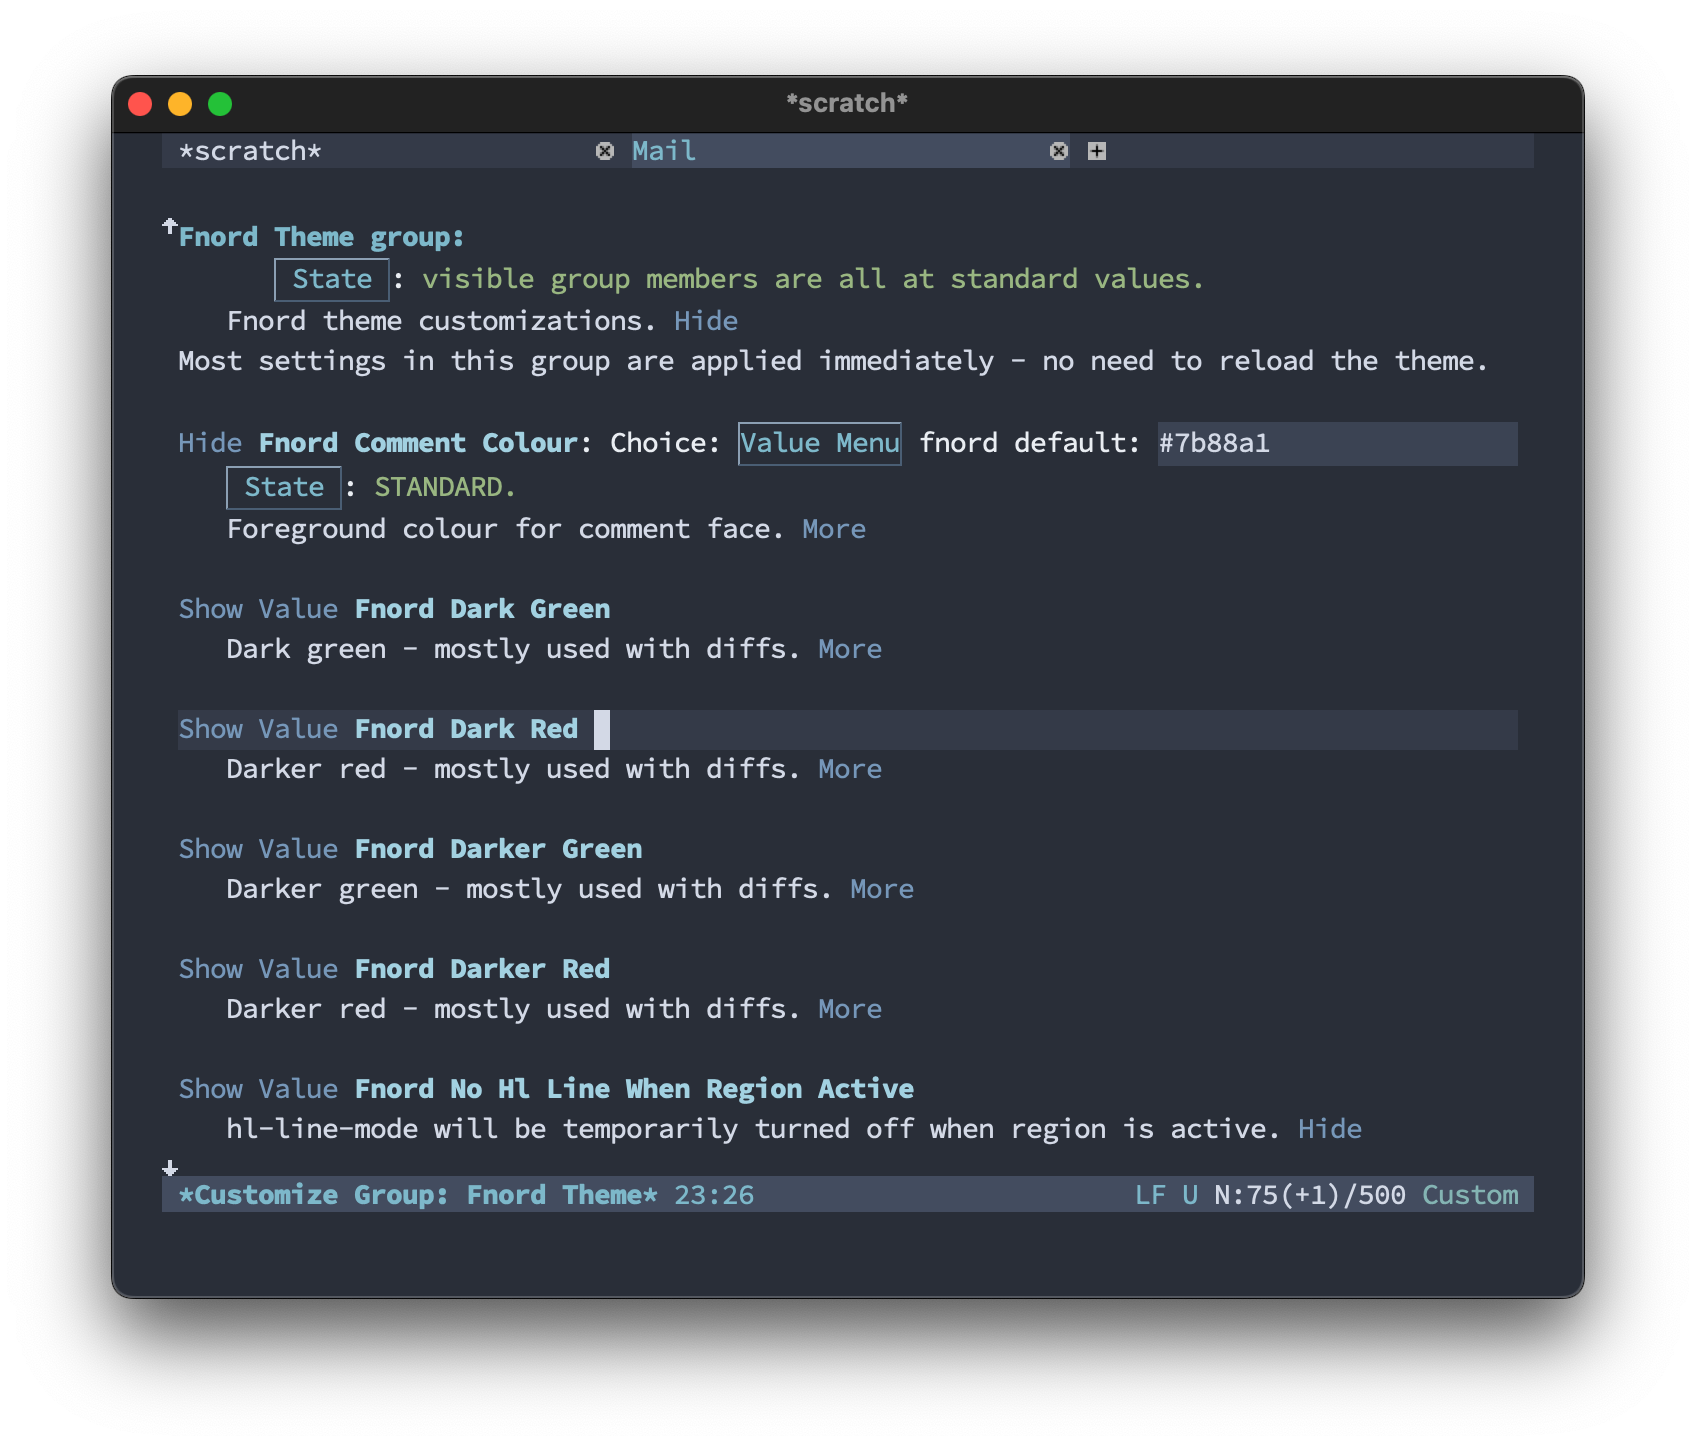 *scratch*
*scratch* Mail
Fnord Theme group:
State : visible group members are all at standard values.
Fnord theme customizations. Hide
Most settings in this group are applied immediately - no need to reload the theme.
Hide Fnord Comment Colour: Choice: Value Menu fnord default: #7b88a1
State : STANDARD.
Foreground colour for comment face. More
Show Value Fnord Dark Green
Dark green - mostly used with diffs. More
Show Value Fnord Dark Red
Darker red - mostly used with diffs. More
Show Value Fnord Darker Green
Darker green - mostly used with diffs. More
Show Value Fnord Darker Red
Darker red - mostly used with diffs. More
Show Value Fnord No Hl Line When Region Active
hl-line-mode will be temporarily turned off when region is active. Hide
*Customize Group: Fnord Theme* 23:26 LF U N:75(+1)/500 Custom